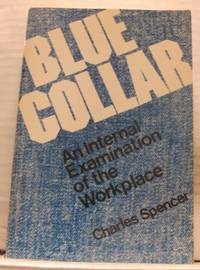 BLUE
COLLAR
An Internal
Examination
of the
Workplace
Charles Spencer